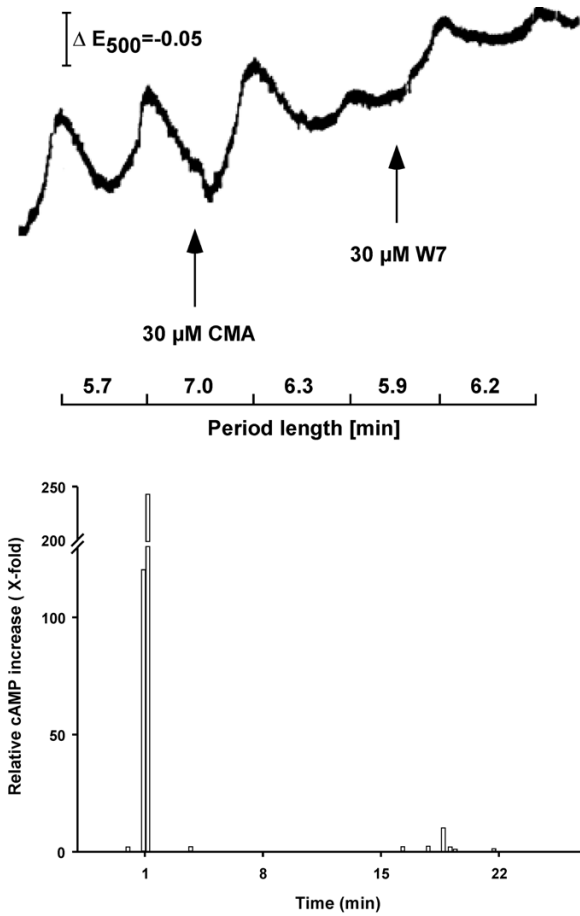 Δ E500=-0.05
30 µM W7
30 µM CMA
5.7 7.0 6.3 5.9 6.2
Period length [min]
250
200
100
50
0
Relative cAMP increase ( X-fold)
1 8 15 22
Time (min)